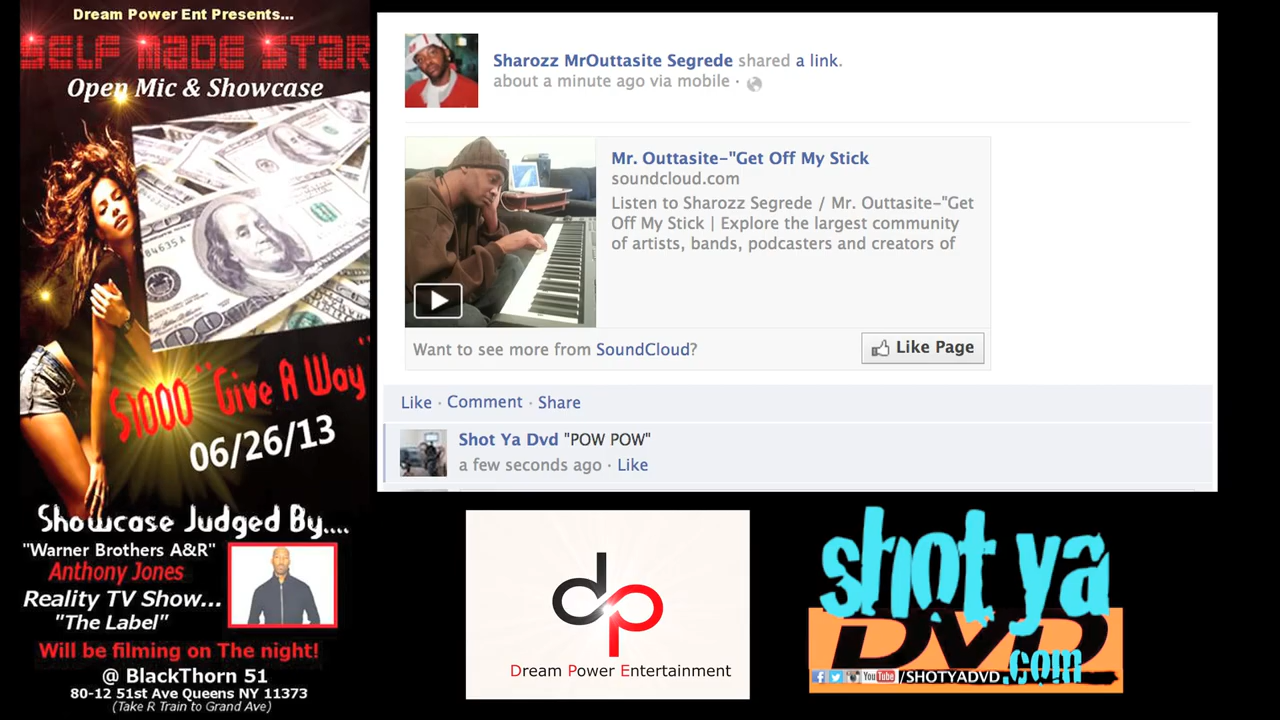 Dream Power Ent Presents...
SELF MADE STAR
Open Mic & Showcase
B4635A
$1000 "Give A Way"
06/26/13
Showcase Judged By....
"Warner Brothers A&R"
Anthony Jones
Reality TV Show...
"The Label"
Will be filming on The night!
@ BlackThorn 51
80-12 51st Ave Queens NY 11373
(Take R Train to Grand Ave)
Sharozz MrOuttasite Segrede shared a link.
about a minute ago via mobile ·
Mr. Outtasite-"Get Off My Stick
soundcloud.com
Listen to Sharozz Segrede / Mr. Outtasite-"Get
Off My Stick | Explore the largest community
of artists, bands, podcasters and creators of
Want to see more from SoundCloud?
Like Page
Like · Comment · Share
Shot Ya Dvd "POW POW"
a few seconds ago · Like
dp
Dream Power Entertainment
shot ya
DVD
.com
You Tube /SHOTYADVD